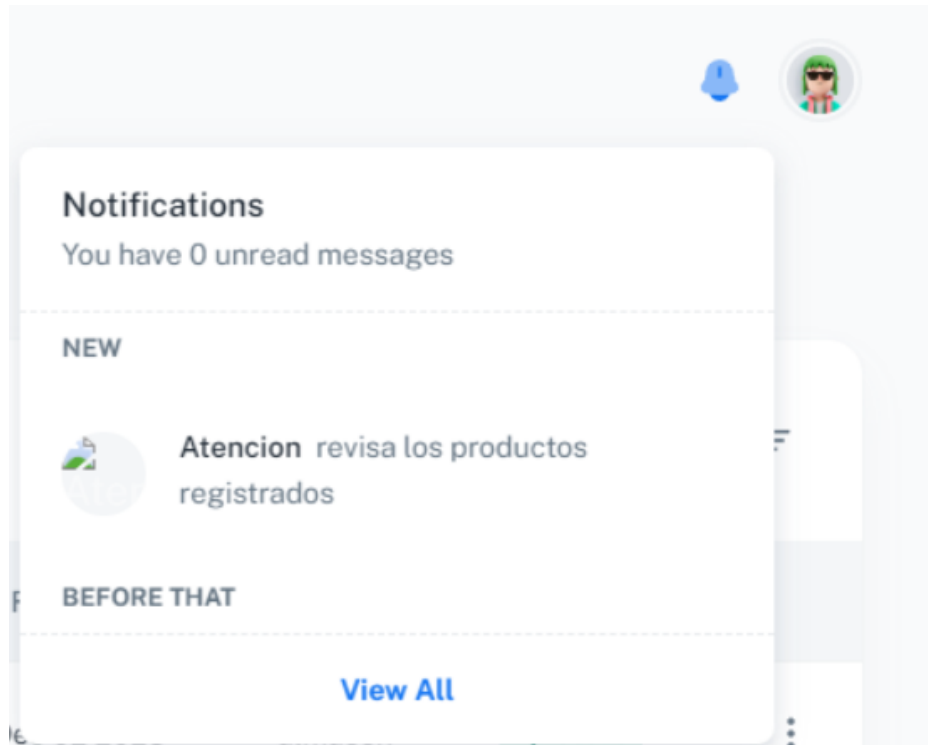 Notifications
You have 0 unread messages
NEW
Atencion revisa los productos
registrados
BEFORE THAT
View All